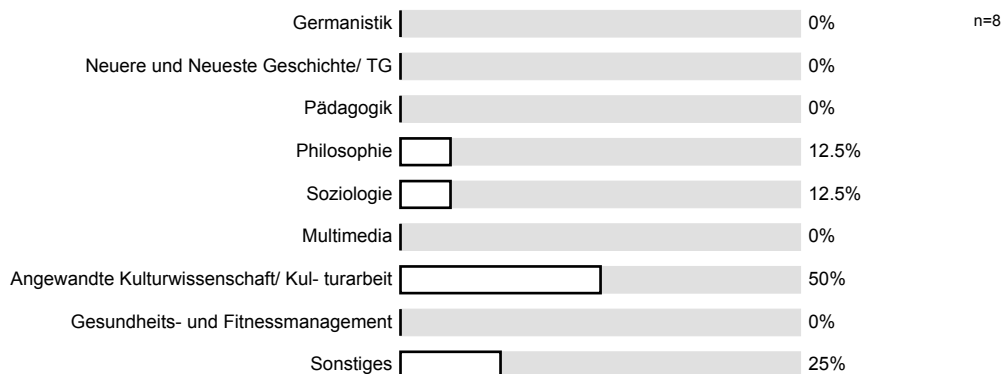 Germanistik 0% n=8
Neuere und Neueste Geschichte/ TG 0%
Pädagogik 0%
Philosophie 12.5%
Soziologie 12.5%
Multimedia 0%
Angewandte Kulturwissenschaft/ Kul- turarbeit 50%
Gesundheits- und Fitnessmanagement 0%
Sonstiges 25%